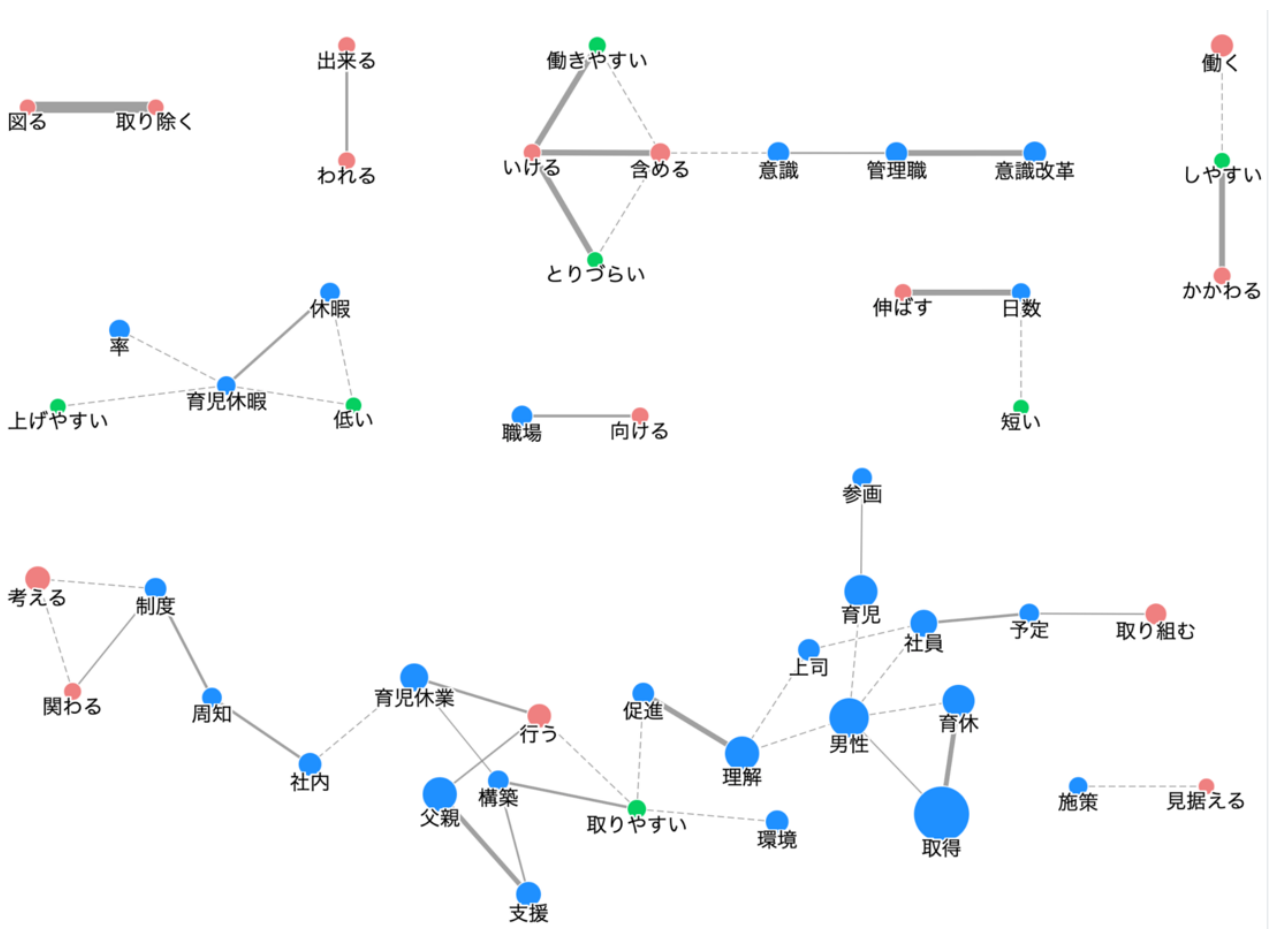 出来る
働きやすい
働く
図る
取り除く
われる
いける
含める
意識
管理職
意識改革
しやすい
とりづらい
かかわる
休暇
伸ばす
日数
率
育児休暇
上げやすい
低い
職場
向ける
短い
参画
考える
制度
育児
社員
予定
取り組む
上司
関わる
周知
育児休業
行う
促進
男性
育休
社内
理解
父親
構築
取りやすい
環境
施策
見据える
取得
支援